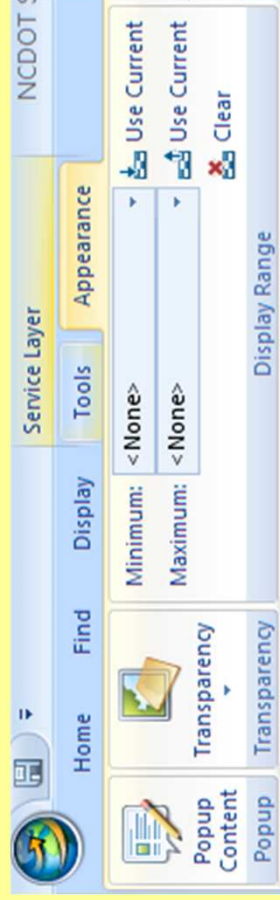 Service Layer
NCDOT S
Home Find Display Tools Appearance
Popup Content
Popup
Transparency
Transparency
Minimum: <None> Use Current
Maximum: <None> Use Current
Clear
Display Range